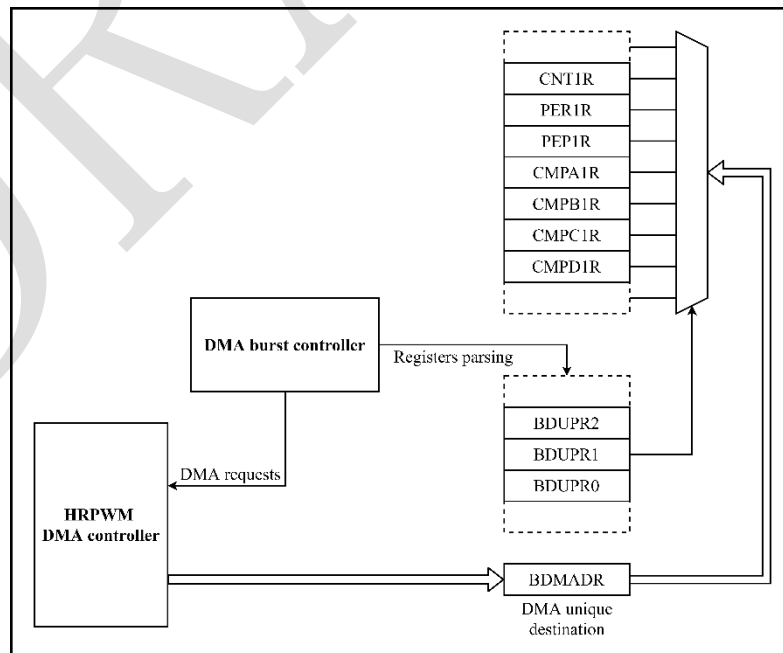 CNT1R
PER1R
PEP1R
CMPA1R
CMPB1R
CMPC1R
CMPD1R
DMA burst controller
Registers parsing
BDUPR2
BDUPR1
BDUPR0
DMA requests
HRPWM
DMA controller
BDMADR
DMA unique
destination